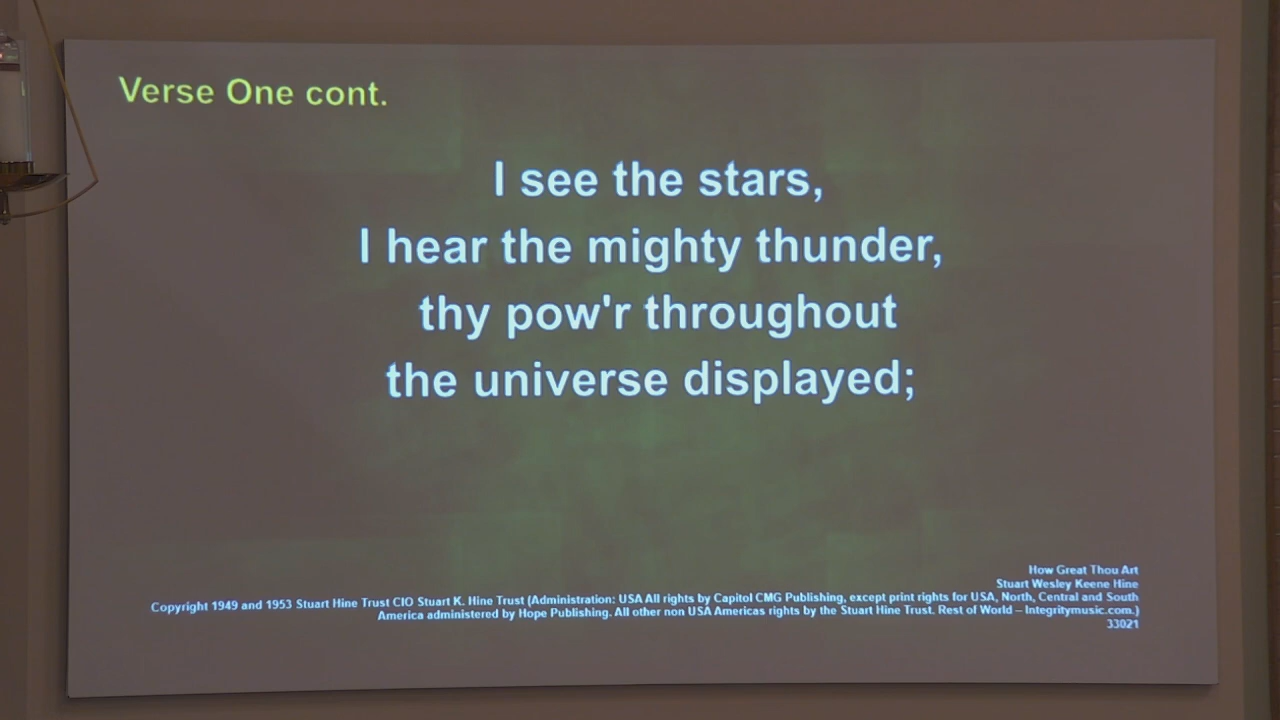 Verse One cont.
I see the stars,
I hear the mighty thunder,
thy pow'r throughout
the universe displayed;
How Great Thou Art
Stuart Wesley Keene Hine
Copyright 1949 and 1953 Stuart Hine Trust CIO Stuart K. Hine Trust (Administration: USA All rights by Capitol CMG Publishing, except print rights for USA, North, Central and South
America administered by Hope Publishing. All other non USA Americas rights by the Stuart Hine Trust. Rest of World – Integritymusic.com.)
33021